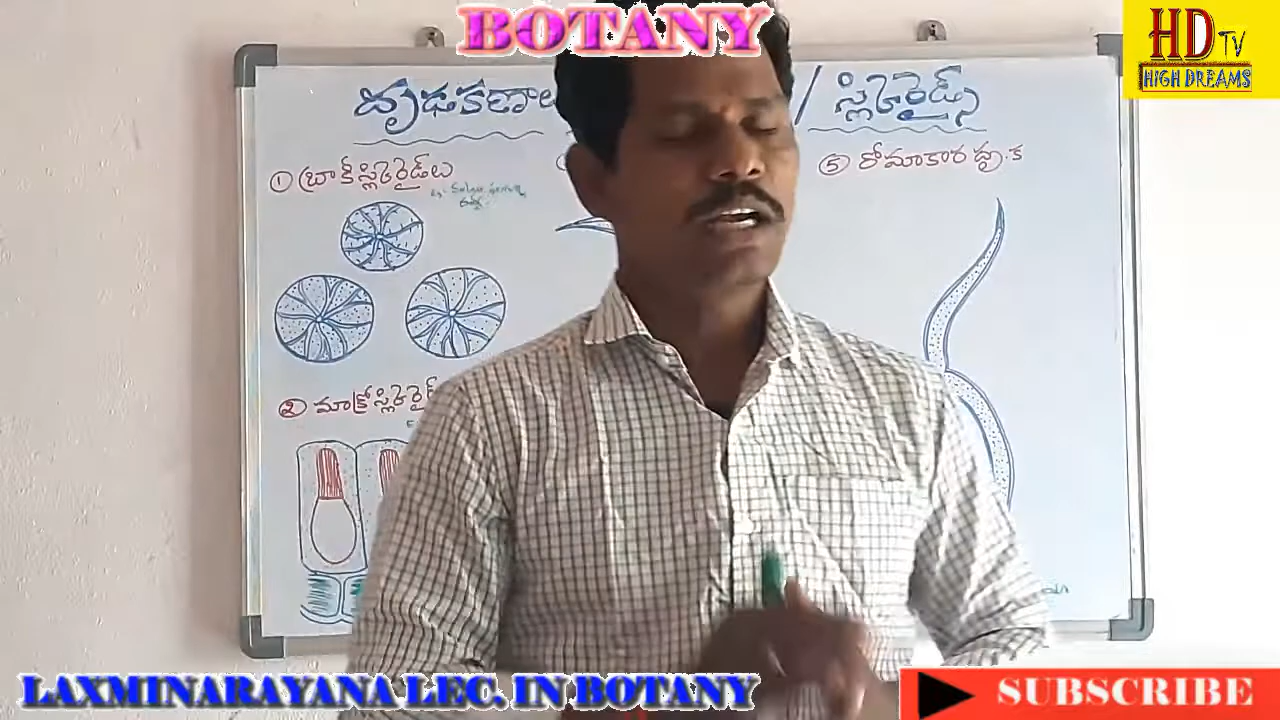 BOTANY
HD TV
HIGH DREAMS
దృఢకణాల
/ స్లిరైడ్స్
① బ్రాకీస్లిరైడ్‌లు
⑤ రోమాకార దృ.క
② మాక్రోస్లిరైడ్
LAXMINARAYANA LEC. IN BOTANY
SUBSCRIBE